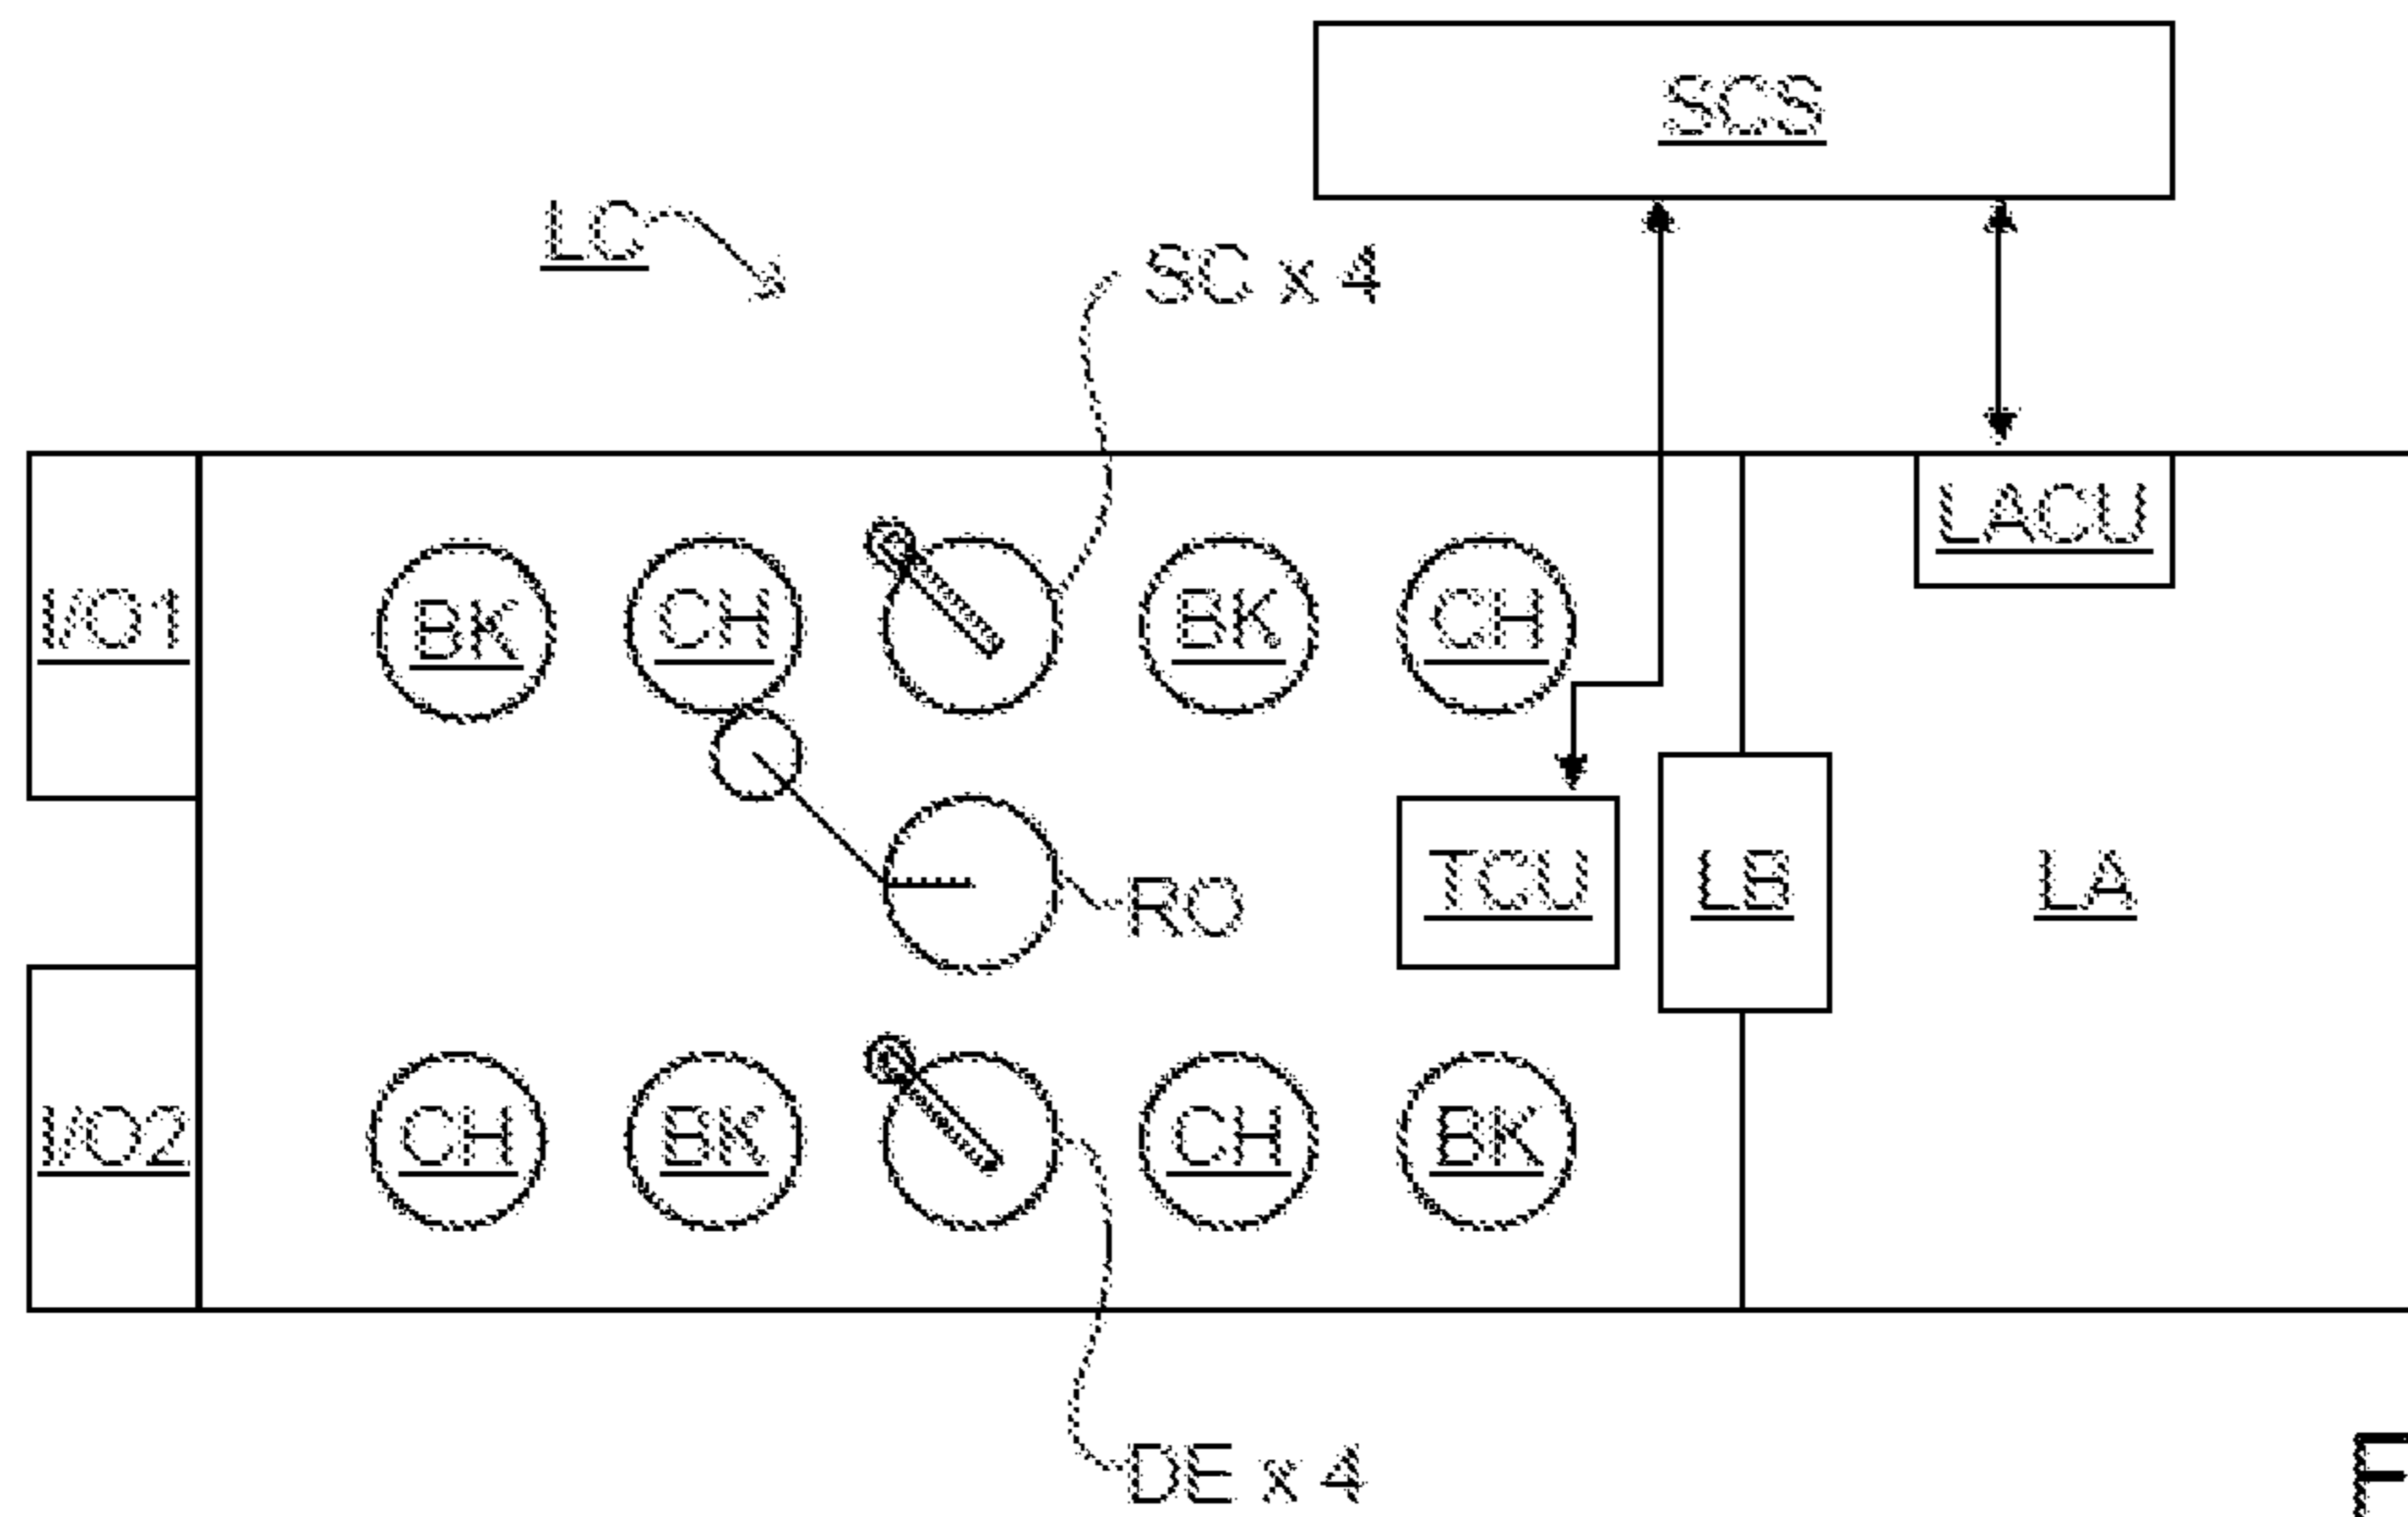 SCS
LC
SC x 4
LACU
I/O1
BK
CH
BK
CH
RO
TCU
LB
LA
I/O2
CH
BK
CH
BK
DE x 4
F